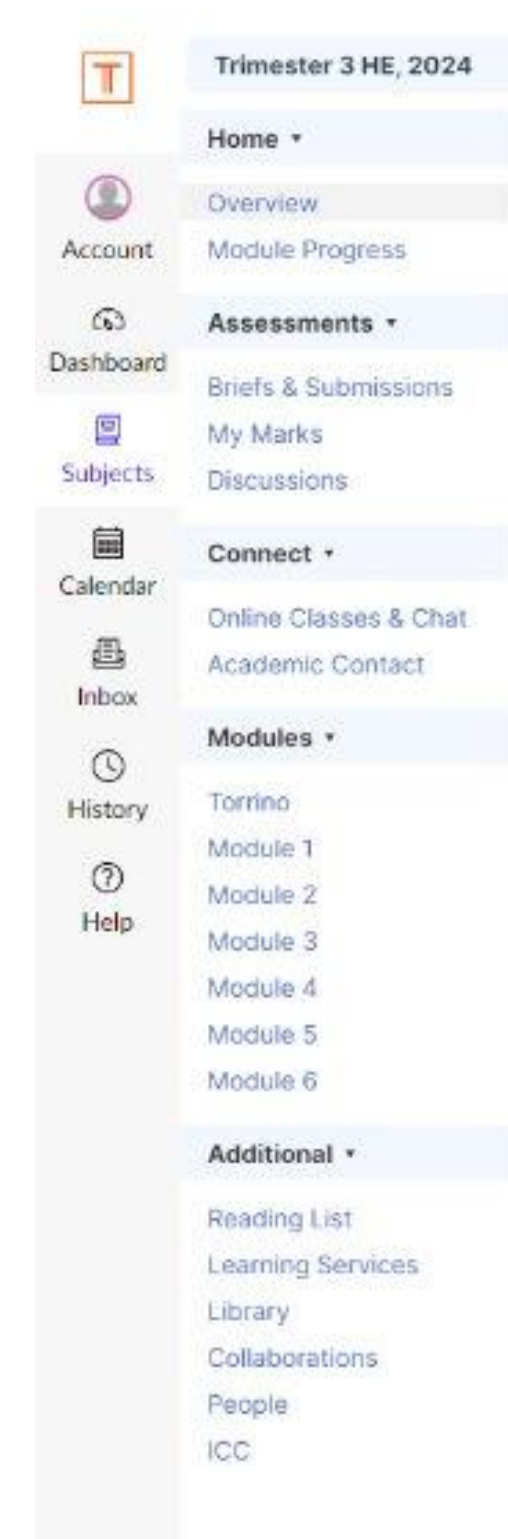 T
Account
Dashboard
Subjects
Calendar
Inbox
History
Help
Trimester 3 HE, 2024
Home
Overview
Module Progress
Assessments
Briefs & Submissions
My Marks
Discussions
Connect
Online Classes & Chat
Academic Contact
Modules
Torrino
Module 1
Module 2
Module 3
Module 4
Module 5
Module 6
Additional
Reading List
Learning Services
Library
Collaborations
People
ICC